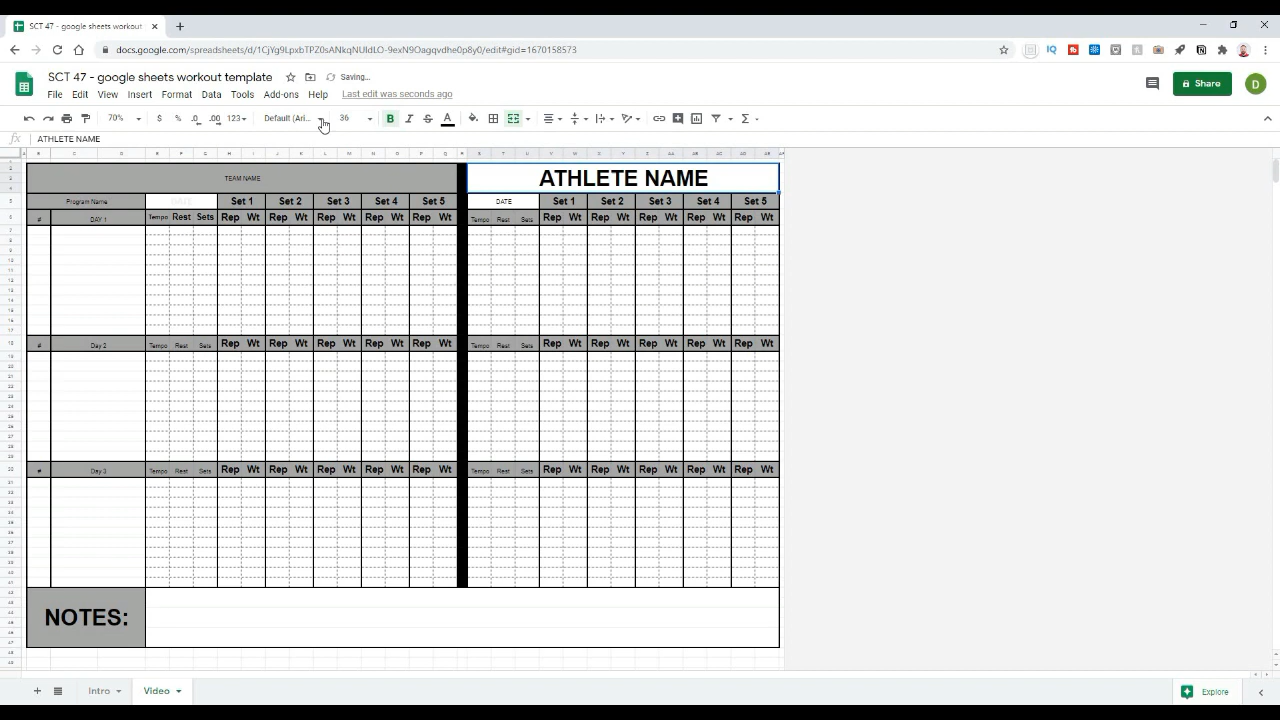 SCT 47 - google sheets workout
docs.google.com/spreadsheets/d/1CjYg9LpxbTPZ0sANkqNUldLO-9exN9Oagqvdhe0p8y0/edit#gid=1670158573
SCT 47 - google sheets workout template Saving...
File Edit View Insert Format Data Tools Add-ons Help Last edit was seconds ago
Share D
70% $ % .0 .00 123 Default (Ari... 36 B I S A
fx ATHLETE NAME
TEAM NAME ATHLETE NAME
Program Name DATE Set 1 Set 2 Set 3 Set 4 Set 5 DATE Set 1 Set 2 Set 3 Set 4 Set 5
# DAY 1 Tempo Rest Sets Rep Wt Rep Wt Rep Wt Rep Wt Rep Wt Tempo Rest Sets Rep Wt Rep Wt Rep Wt Rep Wt Rep Wt
# Day 2 Tempo Rest Sets Rep Wt Rep Wt Rep Wt Rep Wt Rep Wt Tempo Rest Sets Rep Wt Rep Wt Rep Wt Rep Wt Rep Wt
# Day 3 Tempo Rest Sets Rep Wt Rep Wt Rep Wt Rep Wt Rep Wt Tempo Rest Sets Rep Wt Rep Wt Rep Wt Rep Wt Rep Wt
NOTES:
Intro Video Explore